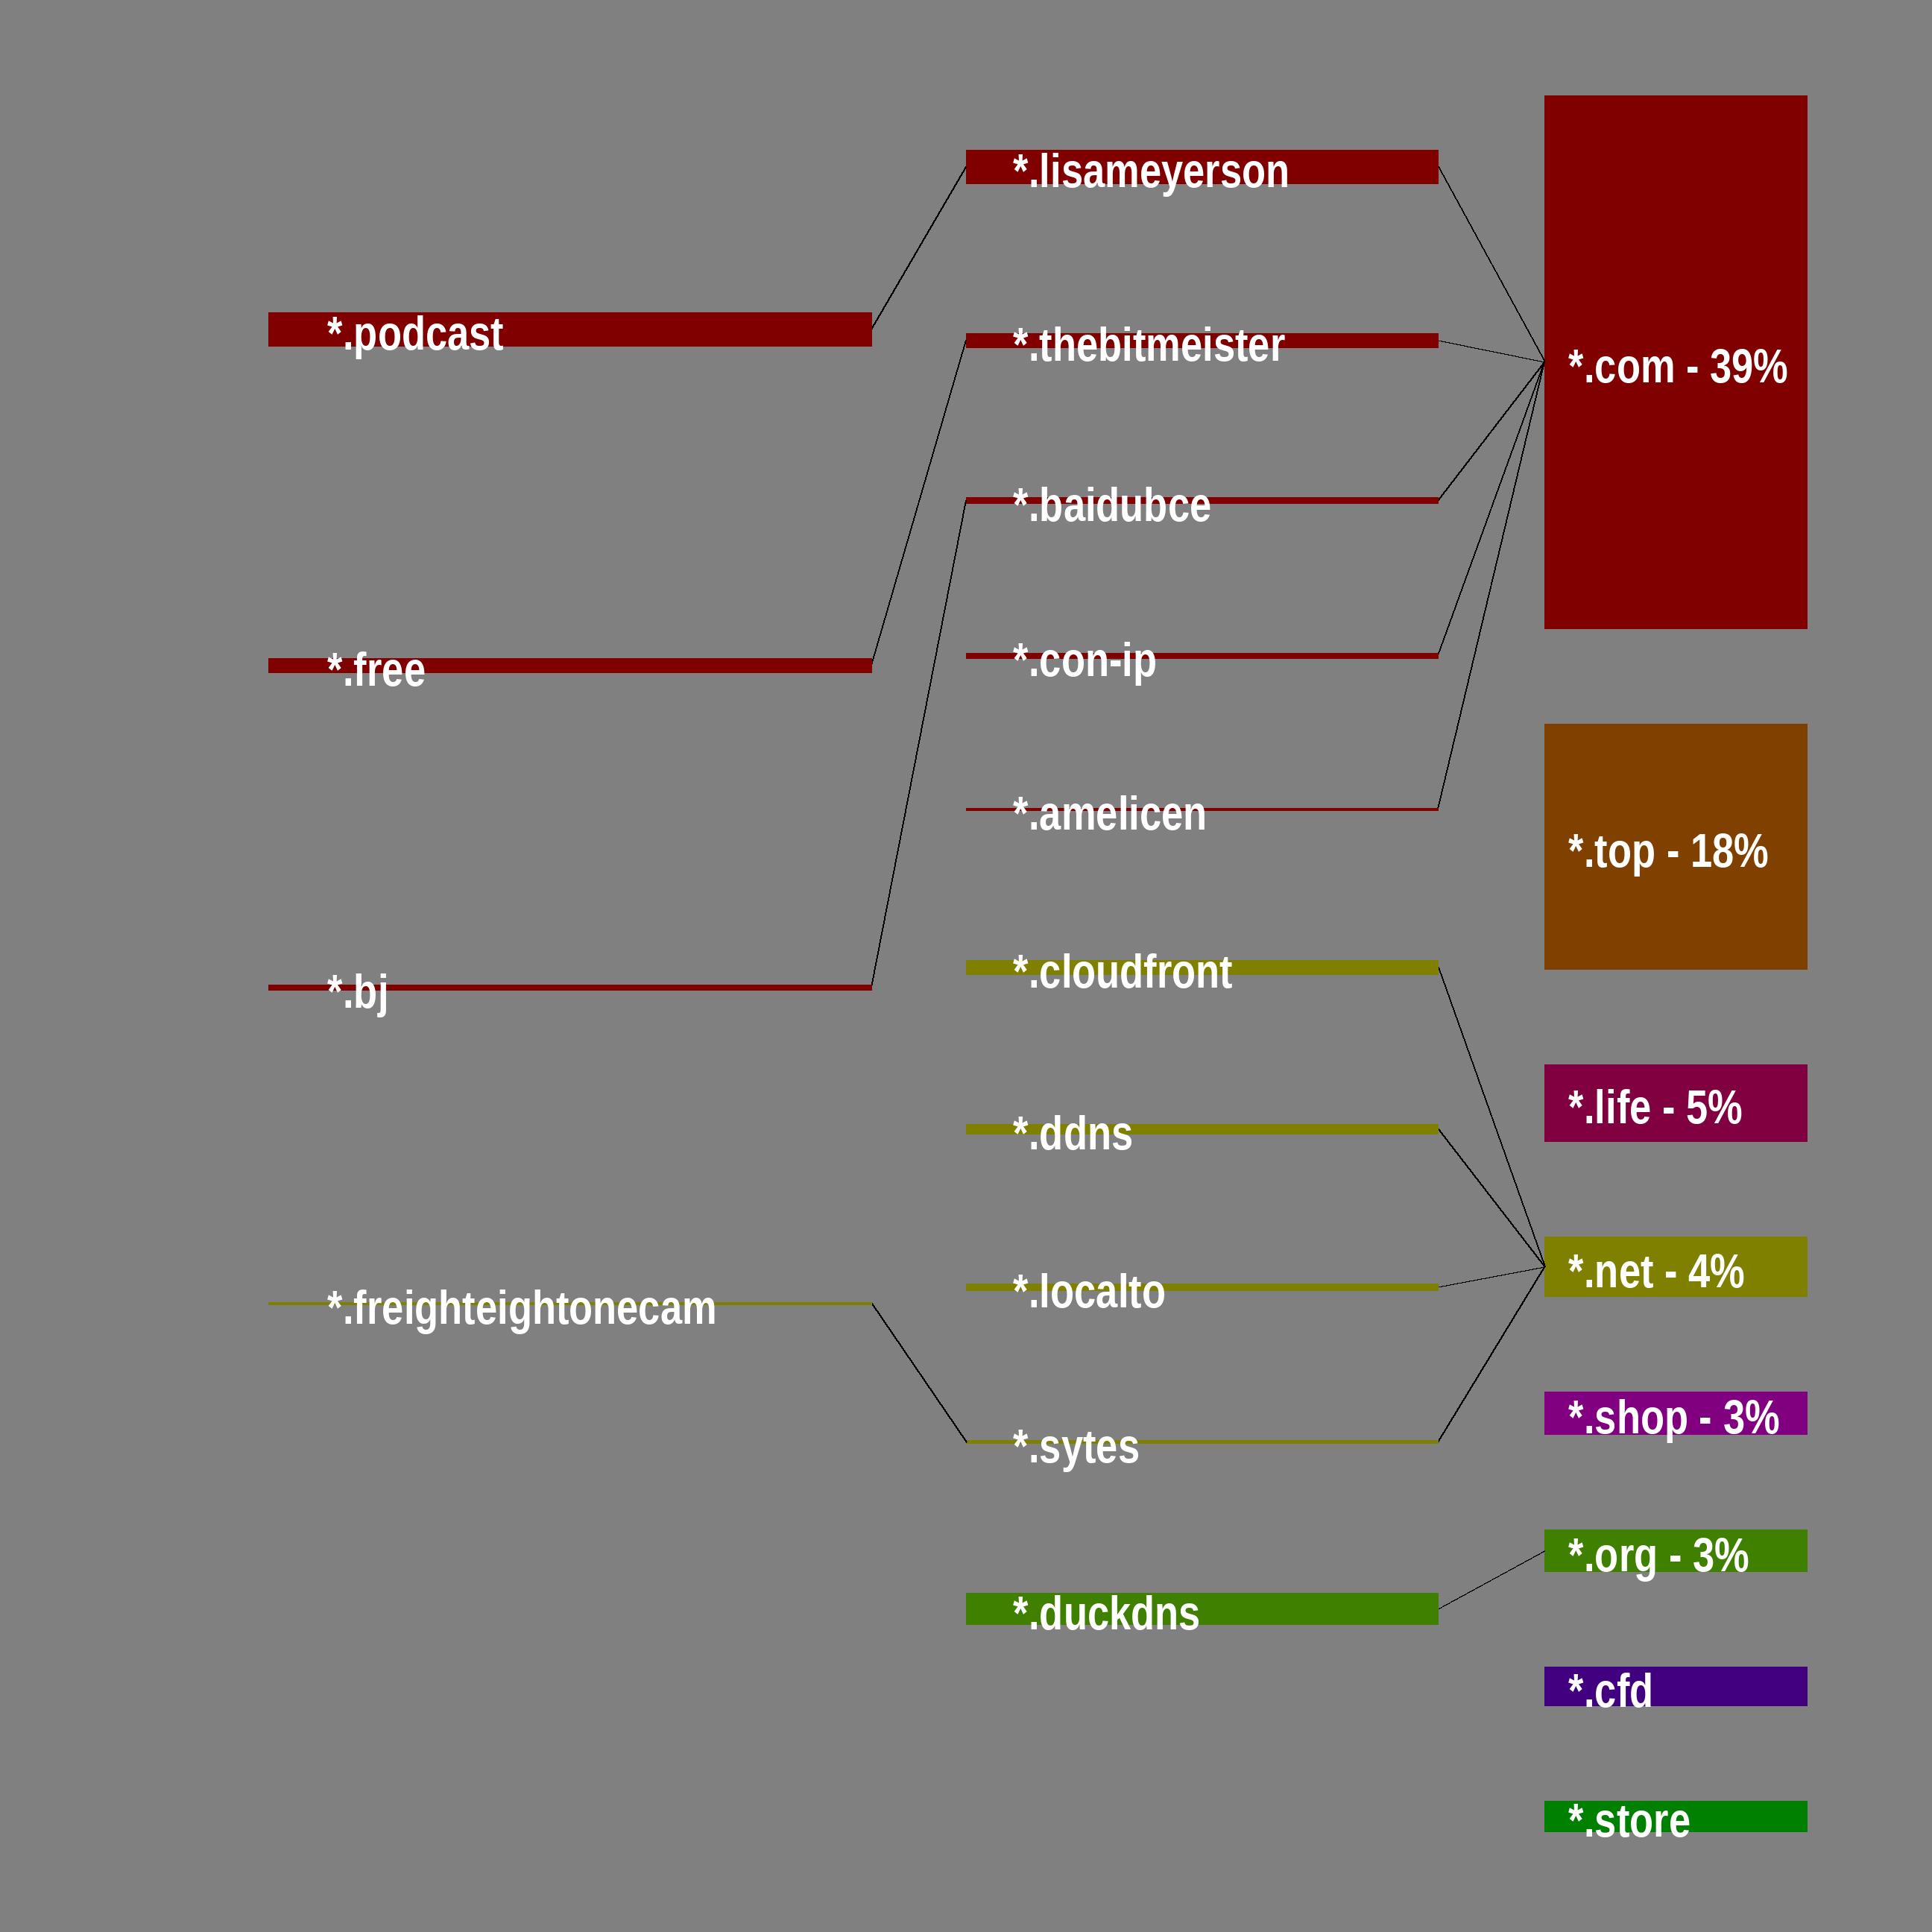 *.podcast
*.free
*.bj
*.freighteightonecam
*.lisameyerson
*.thebitmeister
*.baidubce
*.con-ip
*.amelicen
*.cloudfront
*.ddns
*.localto
*.sytes
*.duckdns
*.com - 39%
*.top - 18%
*.life - 5%
*.net - 4%
*.shop - 3%
*.org - 3%
*.cfd
*.store